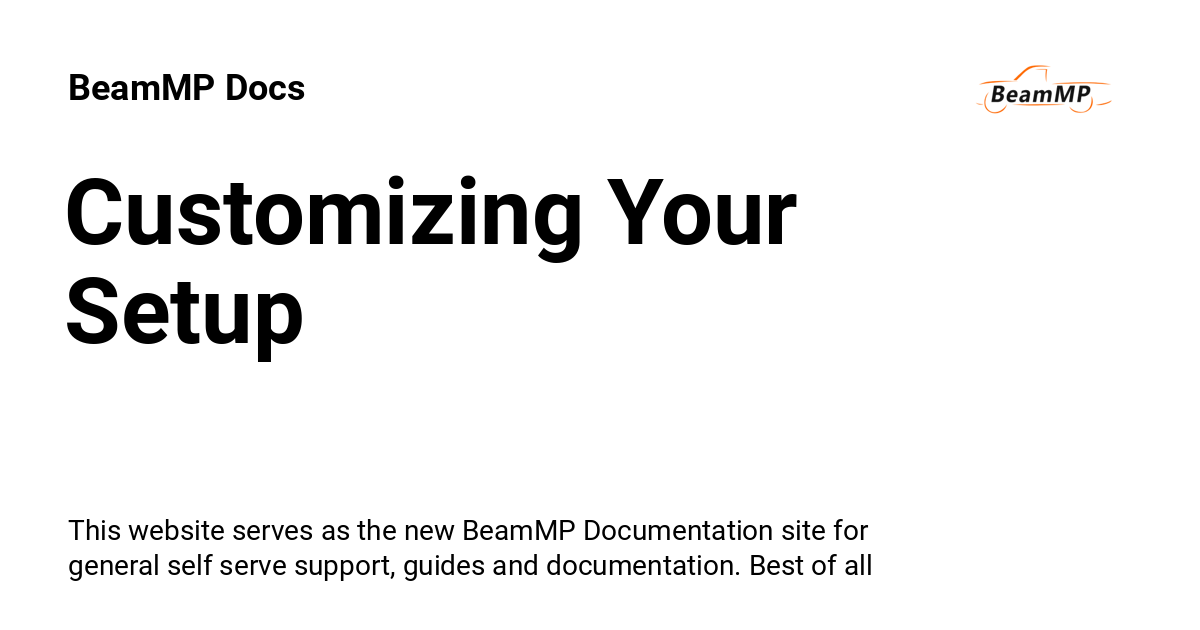 BeamMP Docs
BeamMP
Customizing Your
Setup
This website serves as the new BeamMP Documentation site for
general self serve support, guides and documentation. Best of all